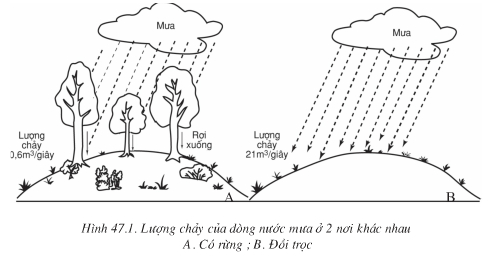 Mưa
Mưa
Lượng
chảy
0,6m³/giây
Rơi
xuống
A
Lượng
chảy
21m³/giây
B
Hình 47.1. Lượng chảy của dòng nước mưa ở 2 nơi khác nhau
A. Có rừng ; B. Đồi trọc